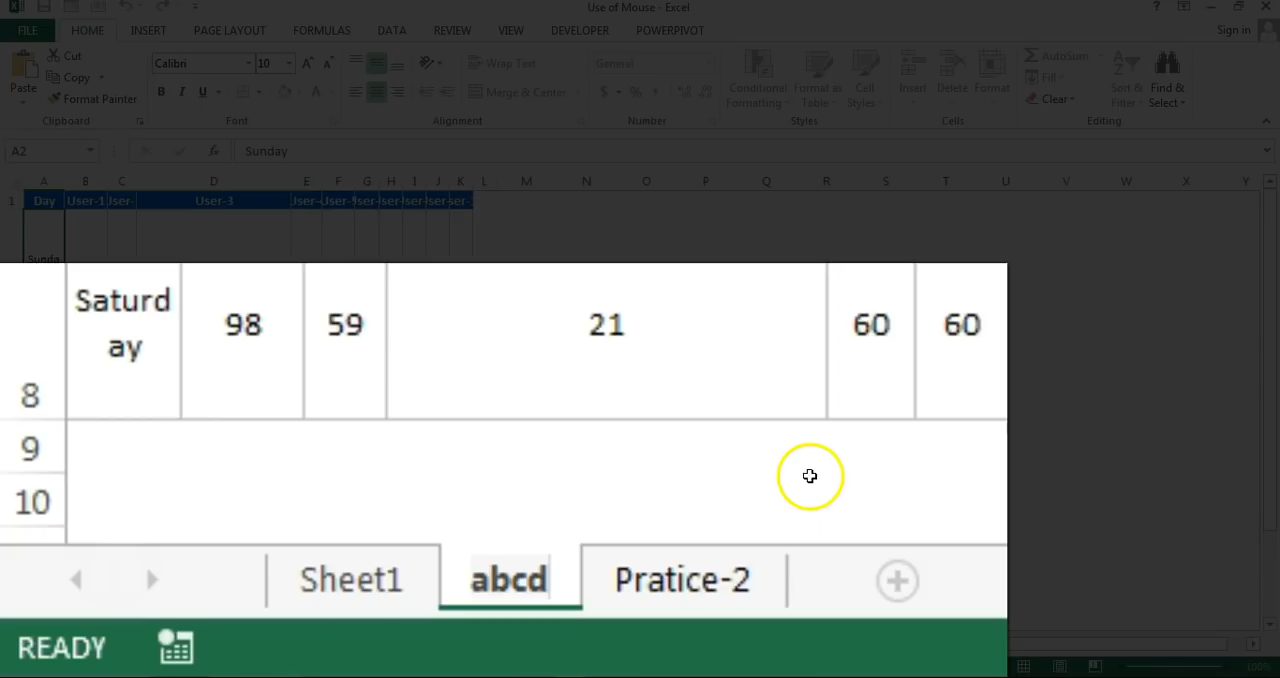 Use of Mouse - Excel
FILE HOME INSERT PAGE LAYOUT FORMULAS DATA REVIEW VIEW DEVELOPER POWERPIVOT Sign in
Cut
Copy
Format Painter
Paste
Calibri 10
B I U
Wrap Text
Merge & Center
General
$ % ,
Conditional Formatting
Format as Table
Cell Styles
Insert
Delete
Format
AutoSum
Fill
Clear
Sort & Filter
Find & Select
Clipboard Font Alignment Number Styles Cells Editing
A2 fx Sunday
A B C D E F G H I J K L M N O P Q R S T U V W X Y
1 Day User-1 User- User-3
Sunda
Saturd
ay
98 59 21 60 60
8
9
10
Sheet1 abcd Pratice-2
READY
100%